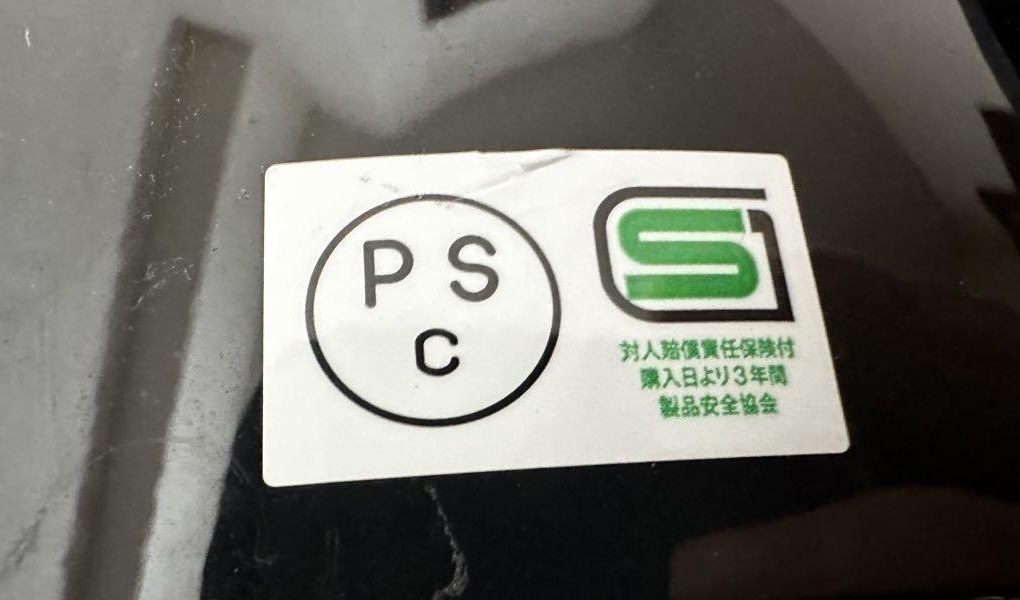 P S
C
SG
対人賠償責任保険付
購入日より3年間
製品安全協会